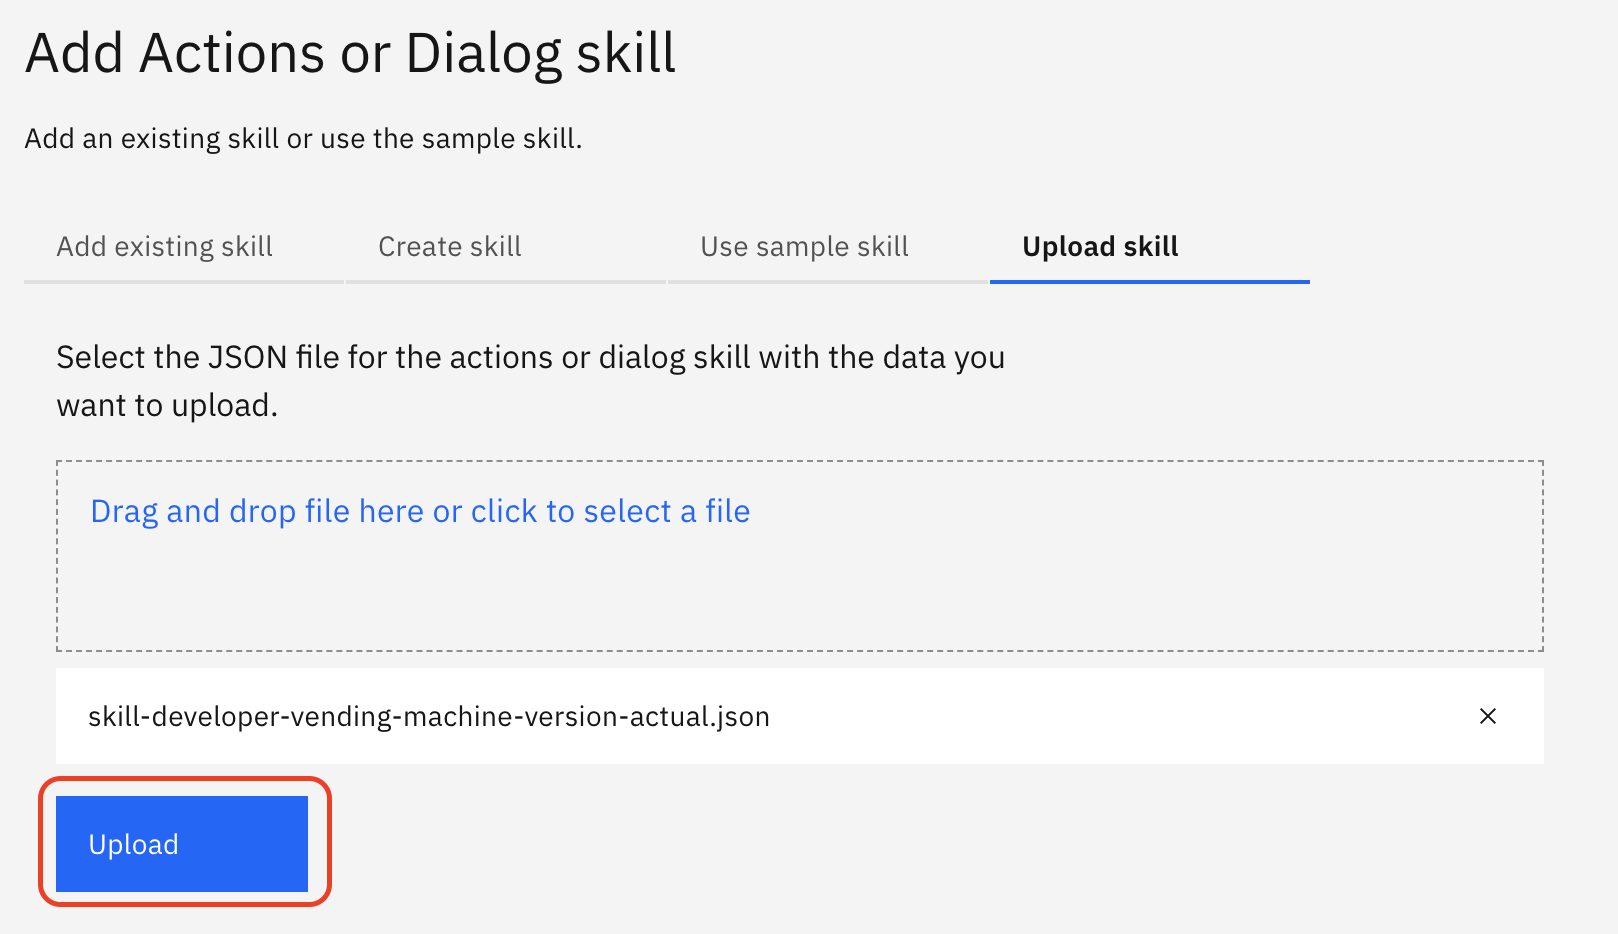 Add Actions or Dialog skill
Add an existing skill or use the sample skill.
Add existing skill
Create skill
Use sample skill
Upload skill
Select the JSON file for the actions or dialog skill with the data you
want to upload.
Drag and drop file here or click to select a file
skill-developer-vending-machine-version-actual.json
Upload